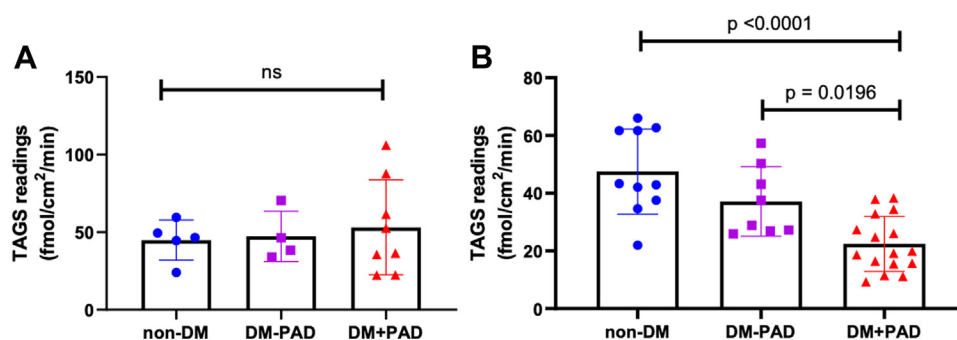 A
TAGS readings
(fmol/cm²/min)
150
100
50
0
ns
non-DM
DM-PAD
DM+PAD
B
TAGS readings
(fmol/cm²/min)
80
60
40
20
0
p <0.0001
p = 0.0196
non-DM
DM-PAD
DM+PAD